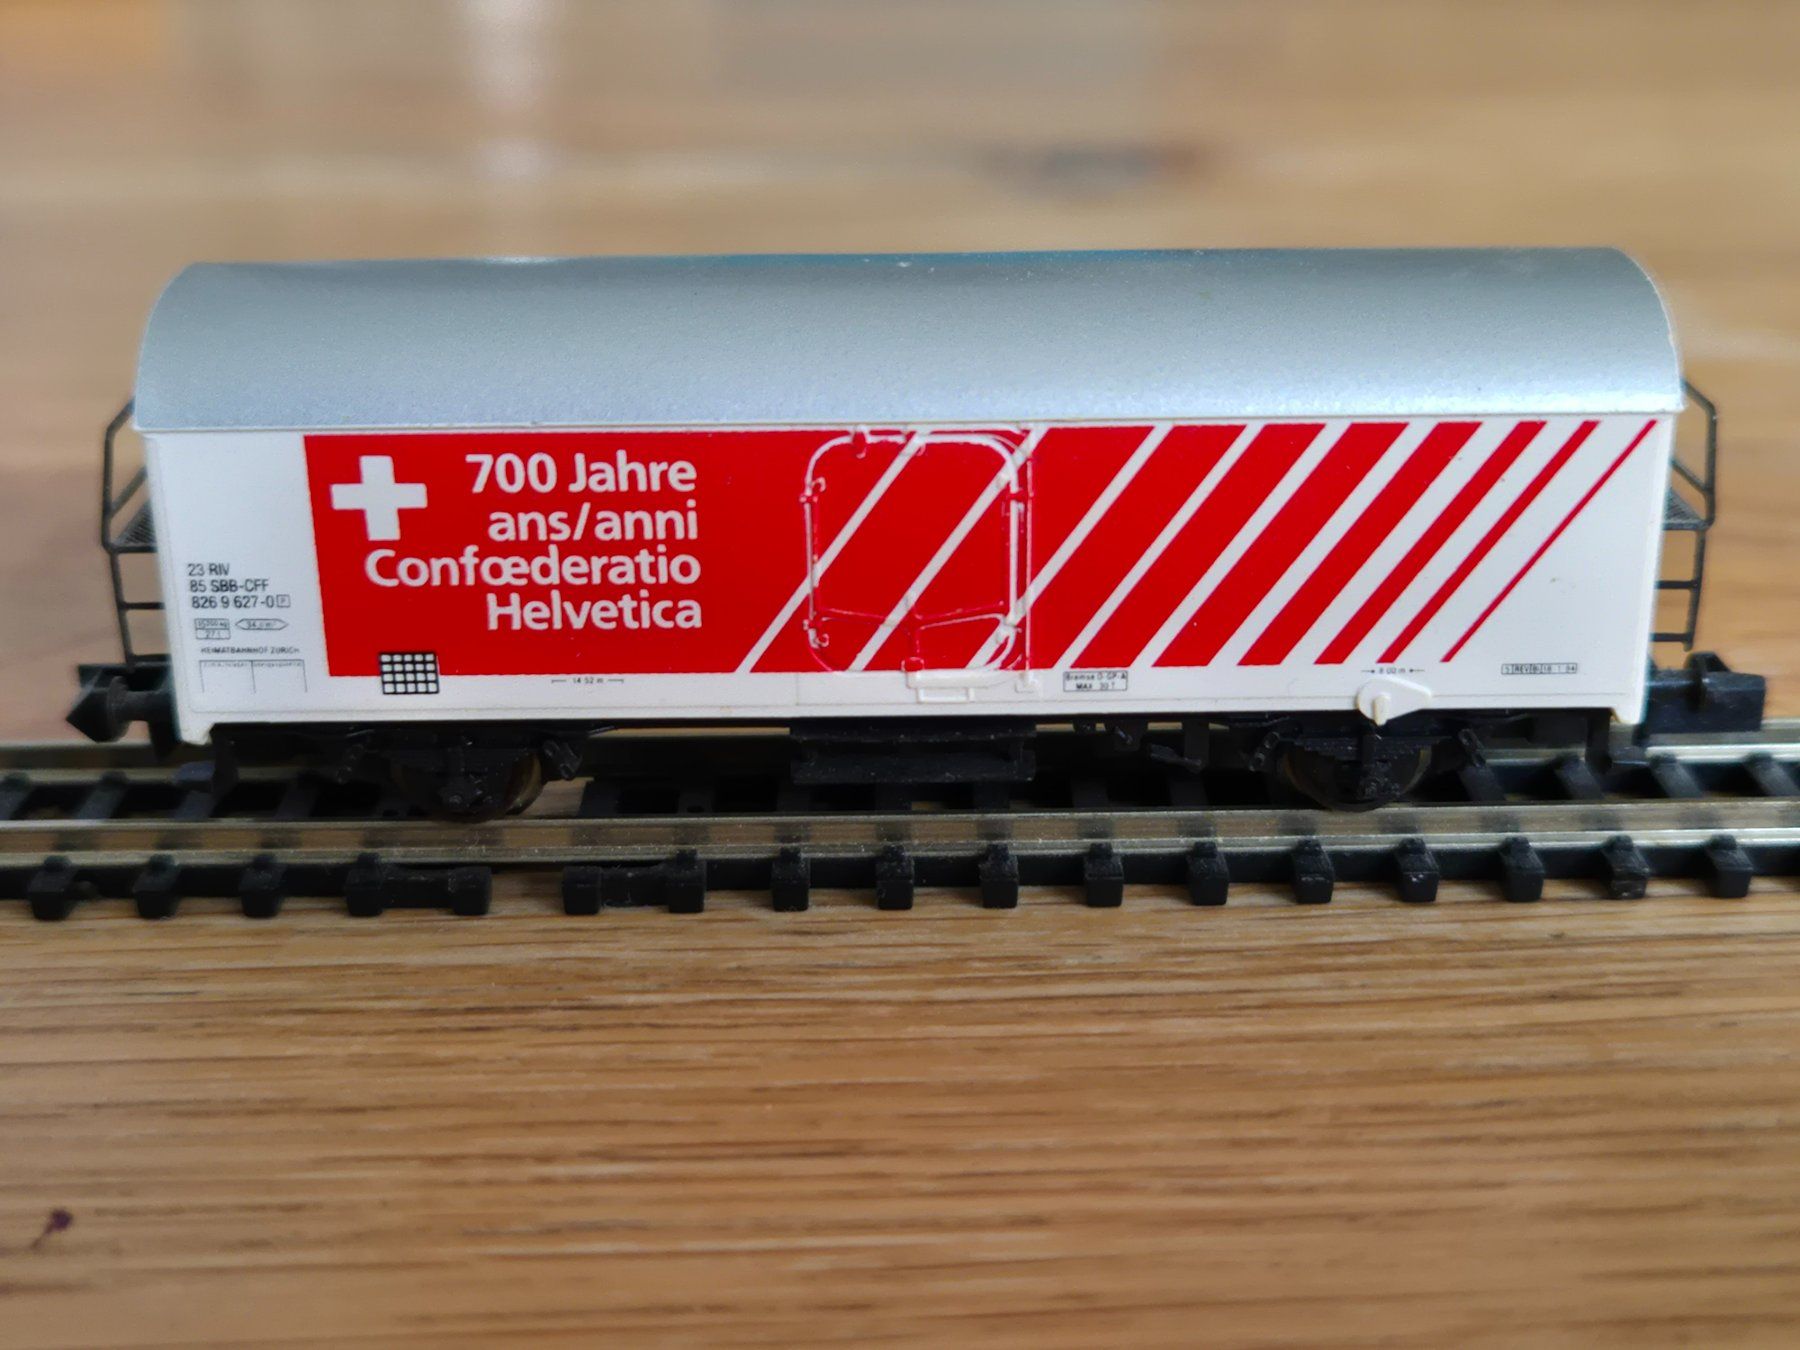 700 Jahre
ans/anni
Confœderatio
Helvetica
23 RIV
85 SBB-CFF
826 9 627-0 P
27 t
HEIMATBAHNHOF ZÜRICH
14 52 m
Bremse O-GP-A
MAX 30 T
8 00 m